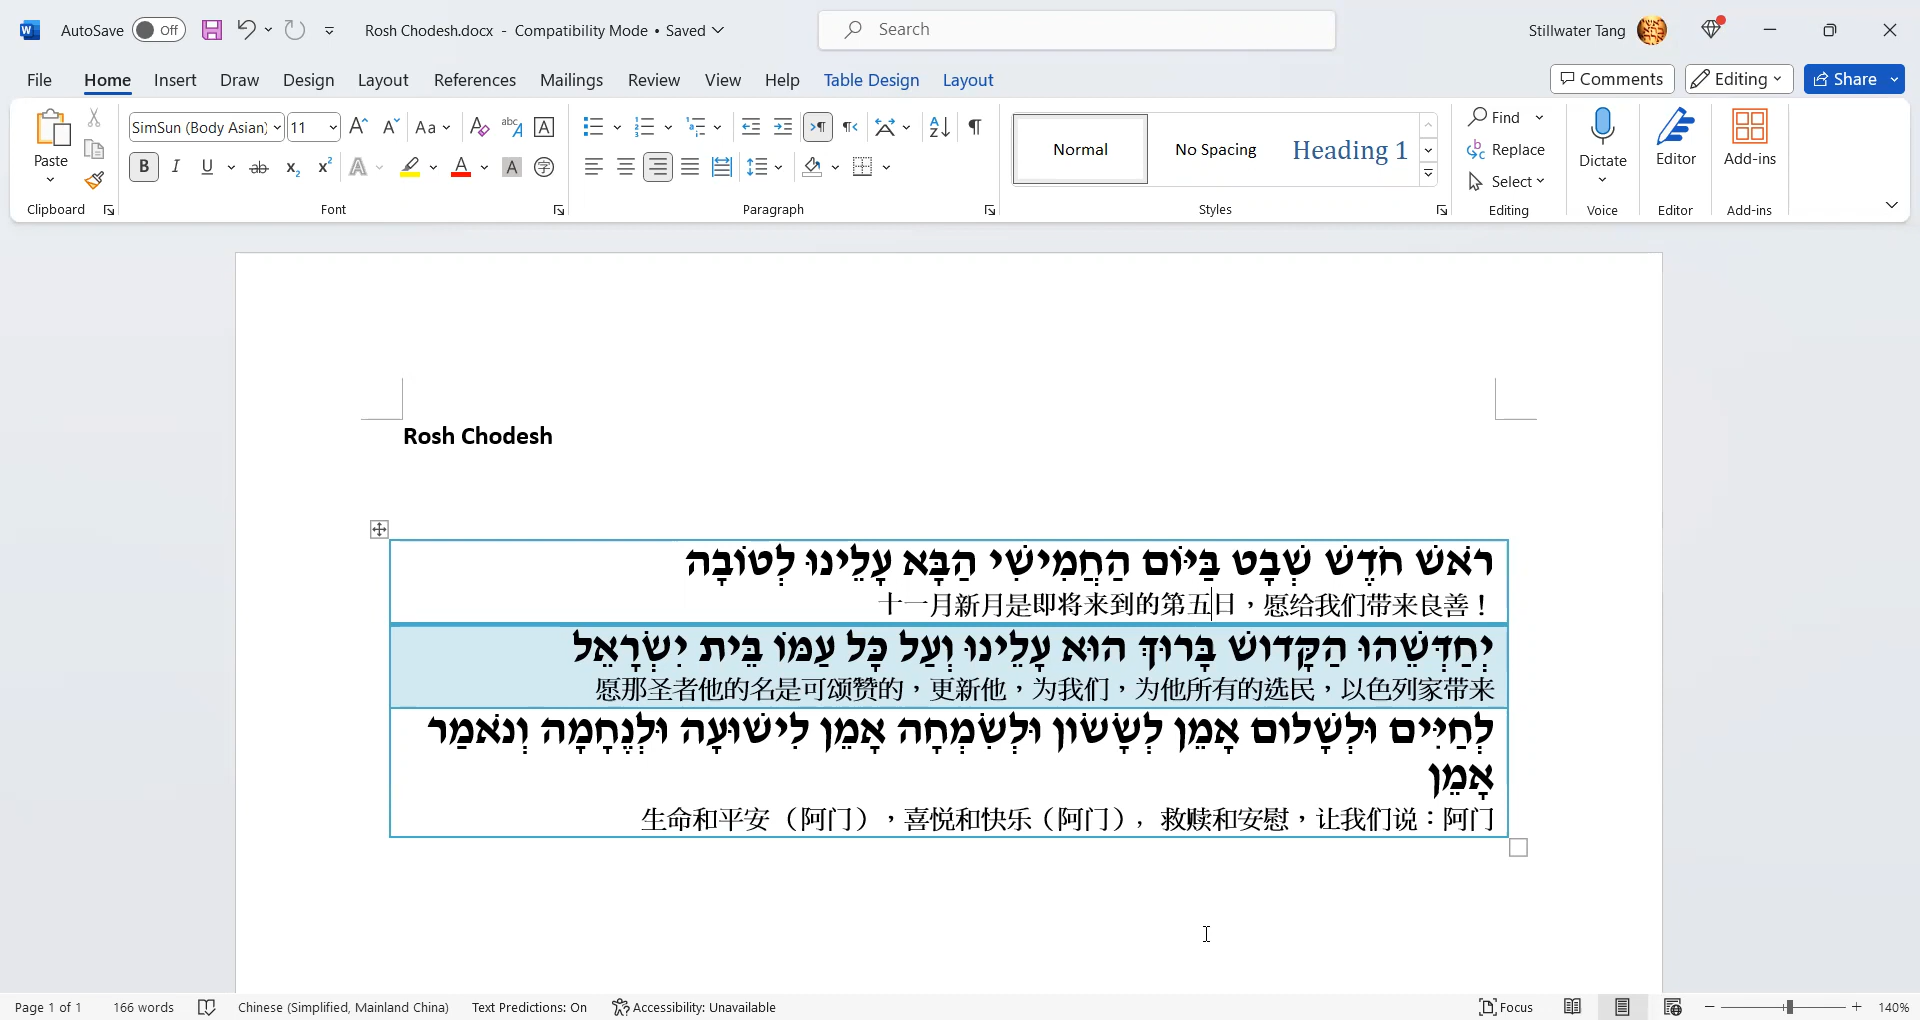 AutoSave Off Rosh Chodesh.docx - Compatibility Mode • Saved Search Stillwater Tang
File Home Insert Draw Design Layout References Mailings Review View Help Table Design Layout Comments Editing Share
Paste
Clipboard
SimSun (Body Asian) 11
Font
Paragraph
Normal No Spacing Heading 1
Styles
Find
Replace
Select
Editing
Dictate
Voice
Editor
Editor
Add-ins
Add-ins
Rosh Chodesh
רֹאשׁ חֹדֶשׁ שְׁבָט בַּיּוֹם הַחֲמִישִׁי הַבָּא עָלֵינוּ לְטוֹבָה
十一月新月是即将来到的第五日，愿给我们带来良善！
יְחַדְּשֵׁהוּ הַקָּדוֹשׁ בָּרוּךְ הוּא עָלֵינוּ וְעַל כָּל עַמּוֹ בֵּית יִשְׂרָאֵל
愿那圣者他的名是可颂赞的，更新他，为我们，为他所有的选民，以色列家带来
לְחַיִּים וּלְשָׁלוֹם אָמֵן לְשָׂשׂוֹן וּלְשִׂמְחָה אָמֵן לִישׁוּעָה וּלְנֶחָמָה וְנֹאמַר
אָמֵן
生命和平安（阿门），喜悦和快乐（阿门），救赎和安慰，让我们说：阿门
Page 1 of 1 166 words Chinese (Simplified, Mainland China) Text Predictions: On Accessibility: Unavailable Focus 140%